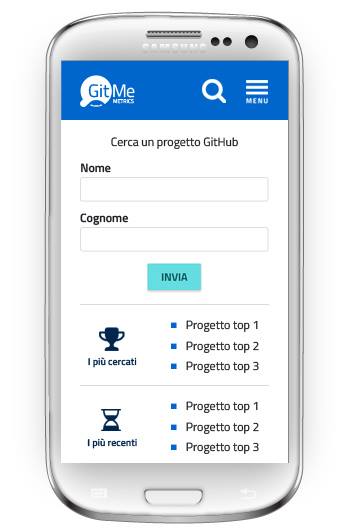 SAMSUNG
GitMe
METRICS
MENU
Cerca un progetto GitHub
Nome
Cognome
INVIA
I più cercati
Progetto top 1
Progetto top 2
Progetto top 3
I più recenti
Progetto top 1
Progetto top 2
Progetto top 3